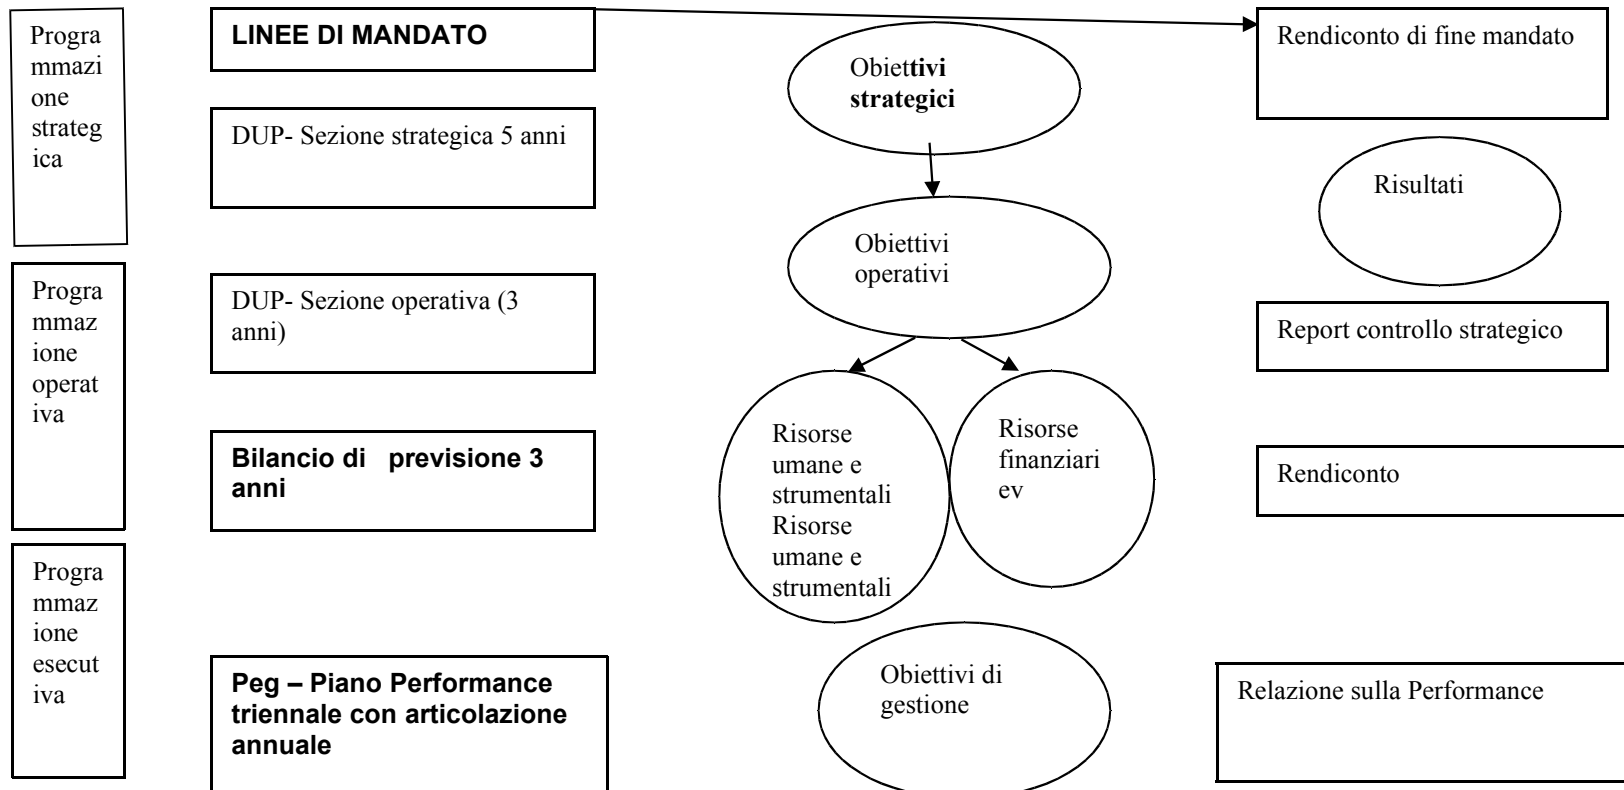 Progra
mmazi
one
strateg
ica
LINEE DI MANDATO
DUP- Sezione strategica 5 anni
Obiettivi
strategici
Rendiconto di fine mandato
Risultati
Progra
mmaz
ione
operat
iva
DUP- Sezione operativa (3
anni)
Obiettivi
operativi
Report controllo strategico
Bilancio di   previsione 3
anni
Risorse
umane e
strumentali
Risorse
umane e
strumentali
Risorse
finanziari
ev
Rendiconto
Progra
mmaz
ione
esecut
iva
Peg – Piano Performance
triennale con articolazione
annuale
Obiettivi di
gestione
Relazione sulla Performance